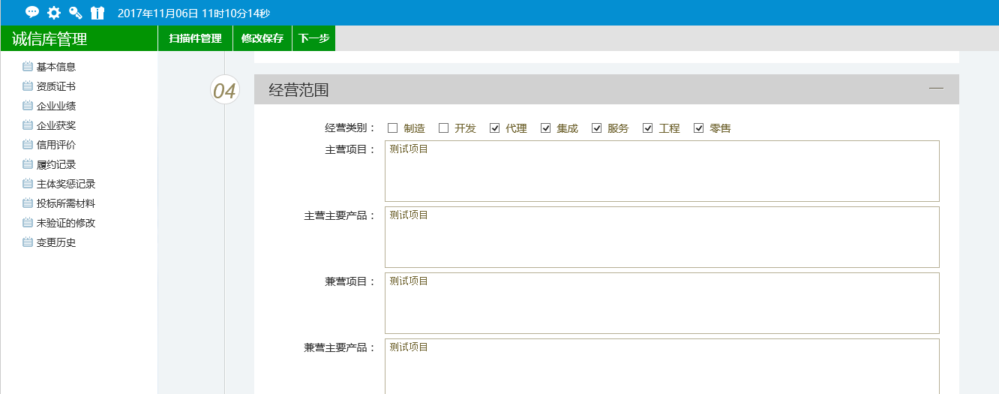 2017年11月06日 11时10分14秒
诚信库管理
扫描件管理 修改保存 下一步
基本信息
资质证书
企业业绩
企业获奖
信用评价
履约记录
主体奖惩记录
投标所需材料
未验证的修改
变更历史
04 经营范围
经营类别： 制造 开发 代理 集成 服务 工程 零售
主营项目： 测试项目
主营主要产品： 测试项目
兼营项目： 测试项目
兼营主要产品： 测试项目